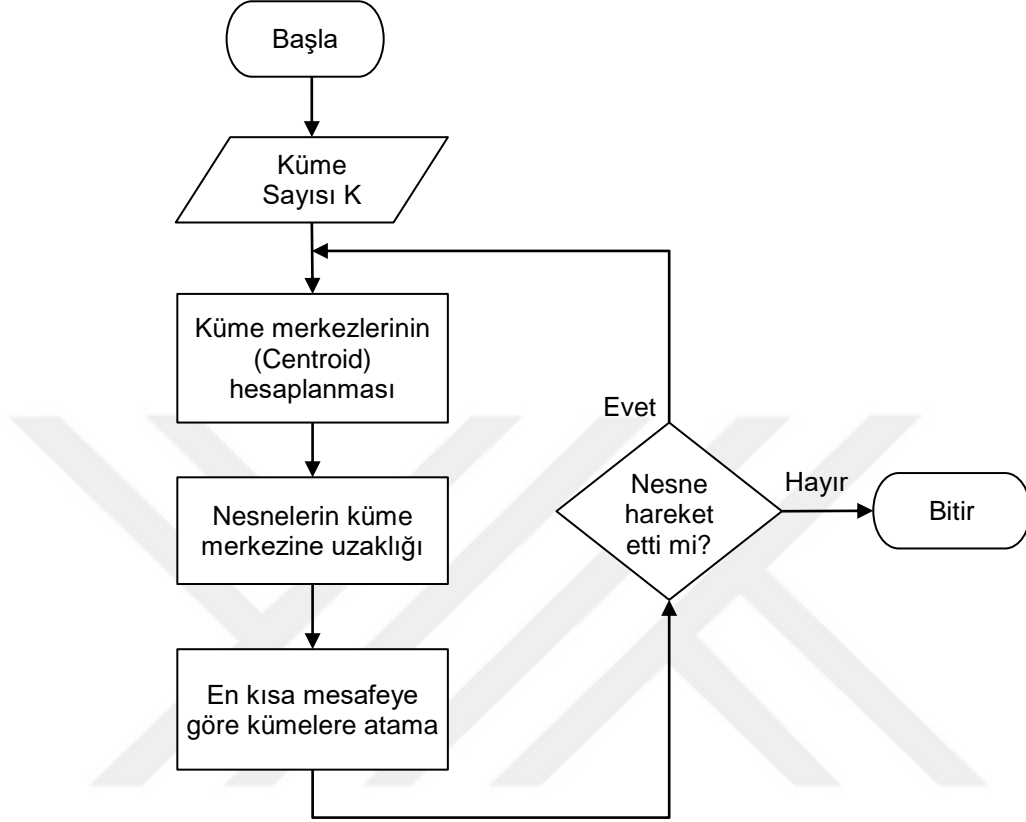 Başla
Küme
Sayısı K
Küme merkezlerinin
(Centroid)
hesaplanması
Nesnelerin küme
merkezine uzaklığı
En kısa mesafeye
göre kümelere atama
Evet
Nesne
hareket
etti mi?
Hayır
Bitir